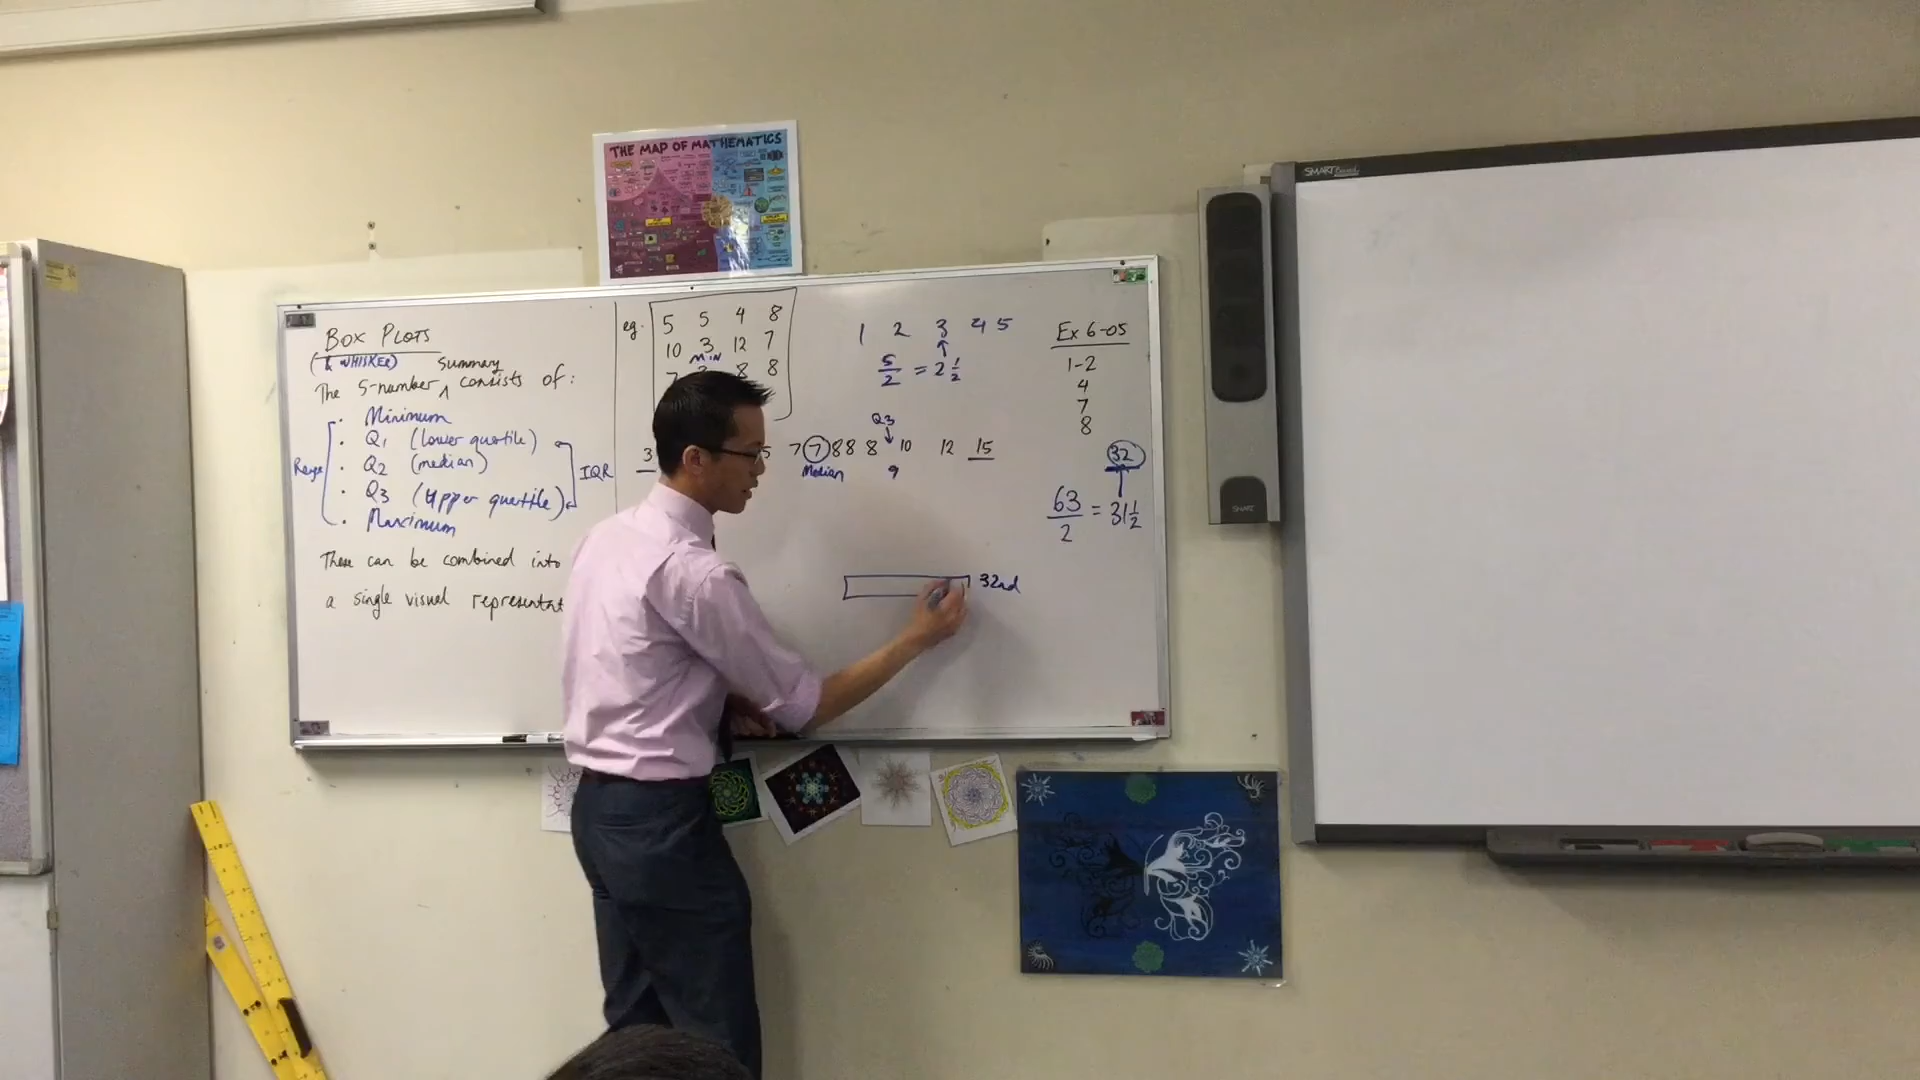 THE MAP OF MATHEMATICS
SMART Board
BOX PLOTS
(& WHISKER)
Summary
The 5-number ^ consists of:
• Minimum
• Q1 (lower quartile)
• Q2 (median)
• Q3 (upper quartile)
• Maximum
Range
IQR
These can be combined into
a single visual
eg.
5 5 4 8
10 3 12 7
MIN
8 8
3
5 7 7 8 8 8 10 12 15
Median
Q3
9
1 2 3 4 5
5/2 = 2 1/2
Ex 6-05
1-2
4
7
8
32
63/2 = 31 1/2
32nd
SMART